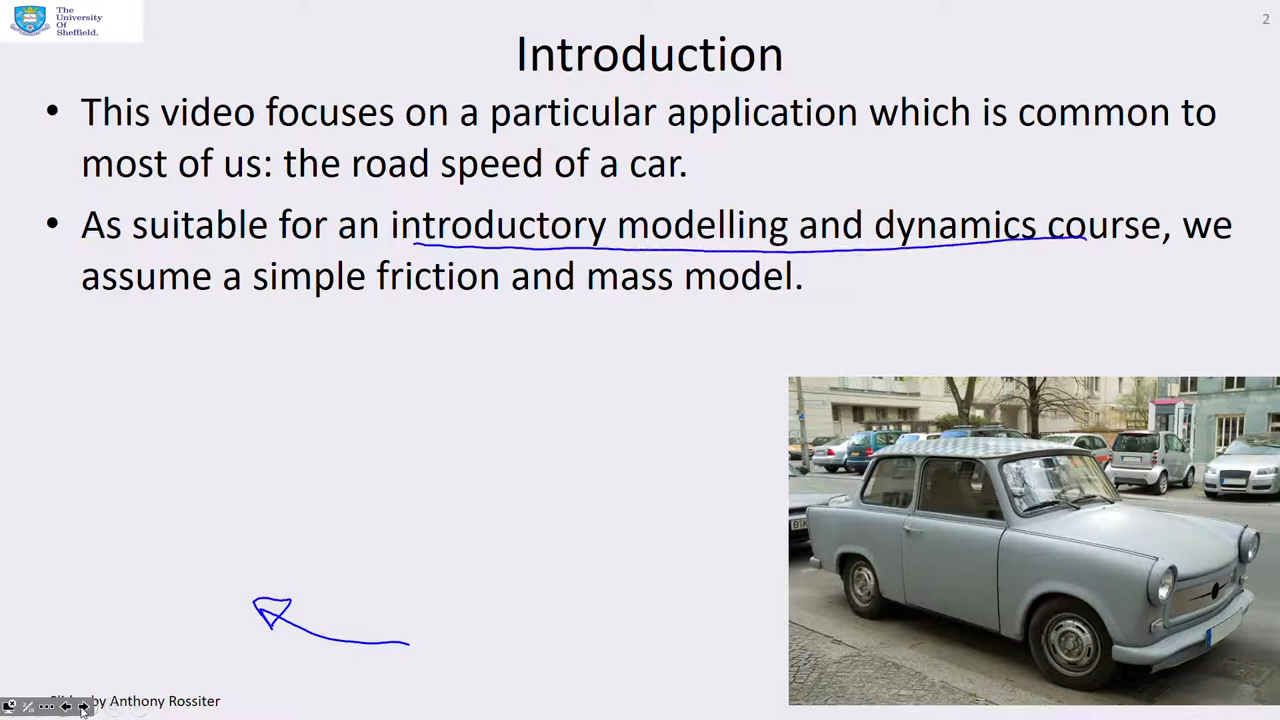 The
University
Of
Sheffield.
2
Introduction
• This video focuses on a particular application which is common to
most of us: the road speed of a car.
• As suitable for an introductory modelling and dynamics course, we
assume a simple friction and mass model.
by Anthony Rossiter